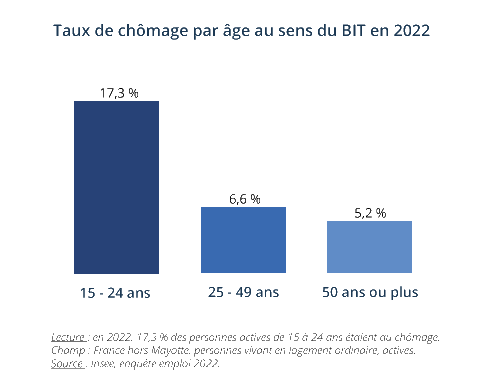 Taux de chômage par âge au sens du BIT en 2022
17,3 %
6,6 %
5,2 %
15 - 24 ans
25 - 49 ans
50 ans ou plus
Lecture : en 2022, 17,3 % des personnes actives de 15 à 24 ans étaient au chômage.
Champ : France hors Mayotte, personnes vivant en logement ordinaire, actives.
Source : Insee, enquête emploi 2022.